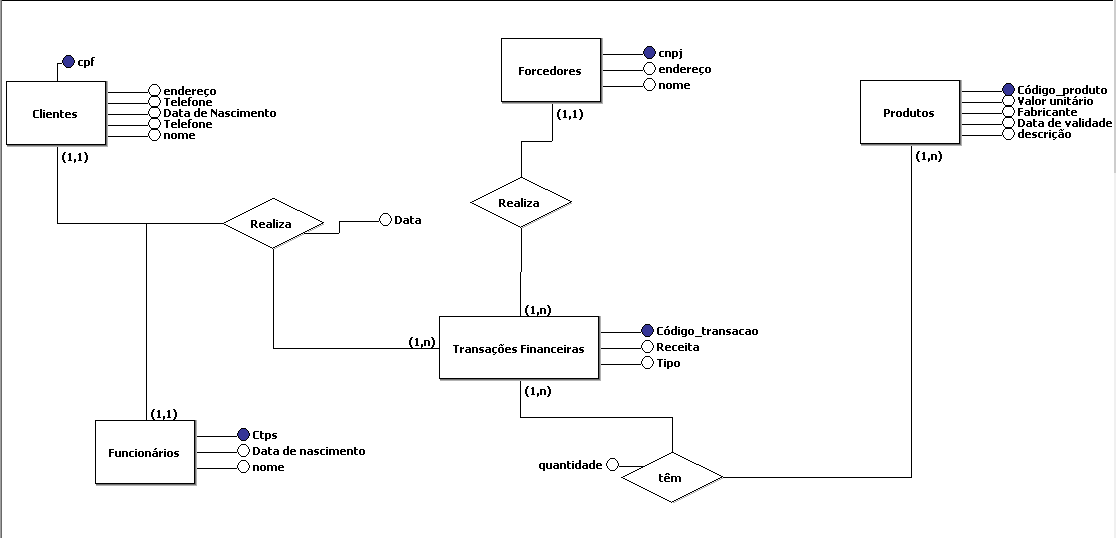 cpf
Clientes
endereço
Telefone
Data de Nascimento
Telefone
nome
(1,1)
Forcedores
cnpj
endereço
nome
(1,1)
Produtos
Código_produto
Valor unitário
Fabricante
Data de validade
descrição
(1,n)
Realiza
Data
Realiza
(1,n)
(1,n)
Transações Financeiras
Código_transacao
Receita
Tipo
(1,n)
(1,1)
Funcionários
Ctps
Data de nascimento
nome
quantidade
têm